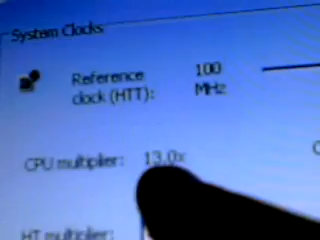 System Clocks
Reference 100
clock (HTT): MHz
CPU multiplier: 13.0x
HT multiplier: